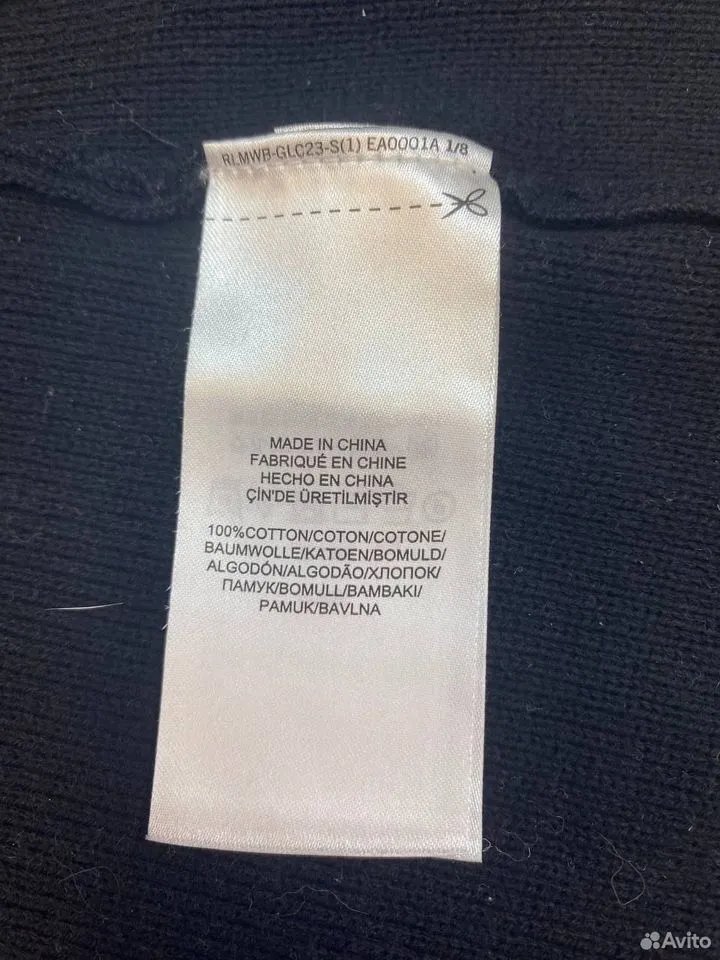 RLMWB-GLC23-S(1) EA0001A 1/8
MADE IN CHINA
FABRIQUÉ EN CHINE
HECHO EN CHINA
ÇİN'DE ÜRETİLMİŞTİR
100%COTTON/COTON/COTONE/
BAUMWOLLE/KATOEN/BOMULD/
ALGODÓN/ALGODÃO/ХЛОПОК/
ПАМУК/BOMULL/BAMBAKI/
PAMUK/BAVLNA
Avito